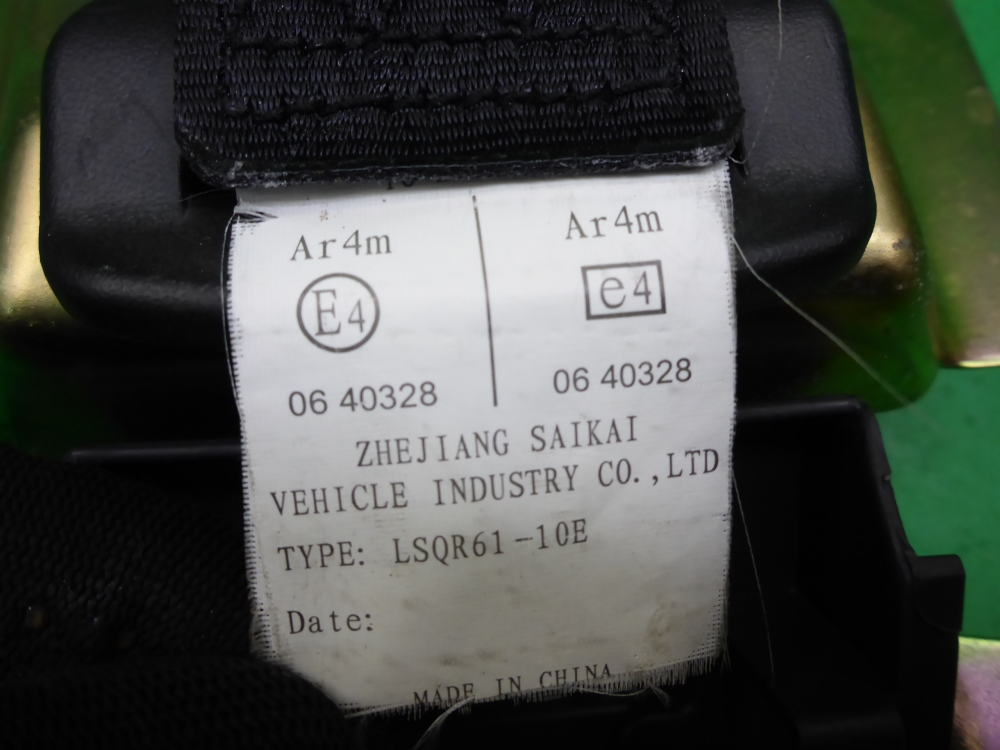 Ar4m Ar4m
E4 e4
06 40328 06 40328
ZHEJIANG SAIKAI
VEHICLE INDUSTRY CO.,LTD
TYPE: LSQR61-10E
Date:
MADE IN CHINA